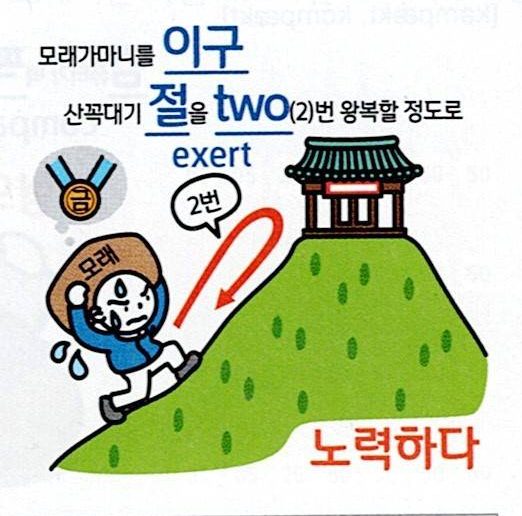 모래가마니를 이구
산꼭대기 절을 two(2)번 왕복할 정도로
exert
금
2번
모래
노력하다